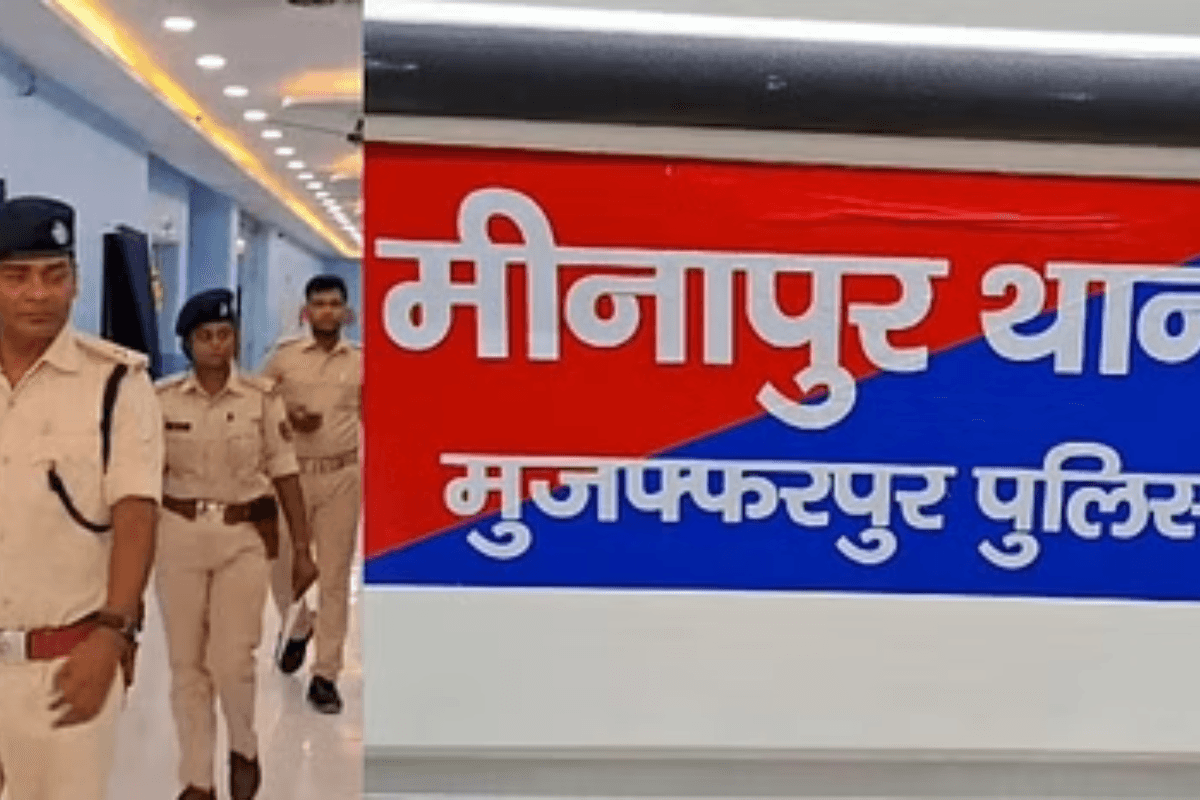 मीनापुर थान
मुजफ्फरपुर पुलिस